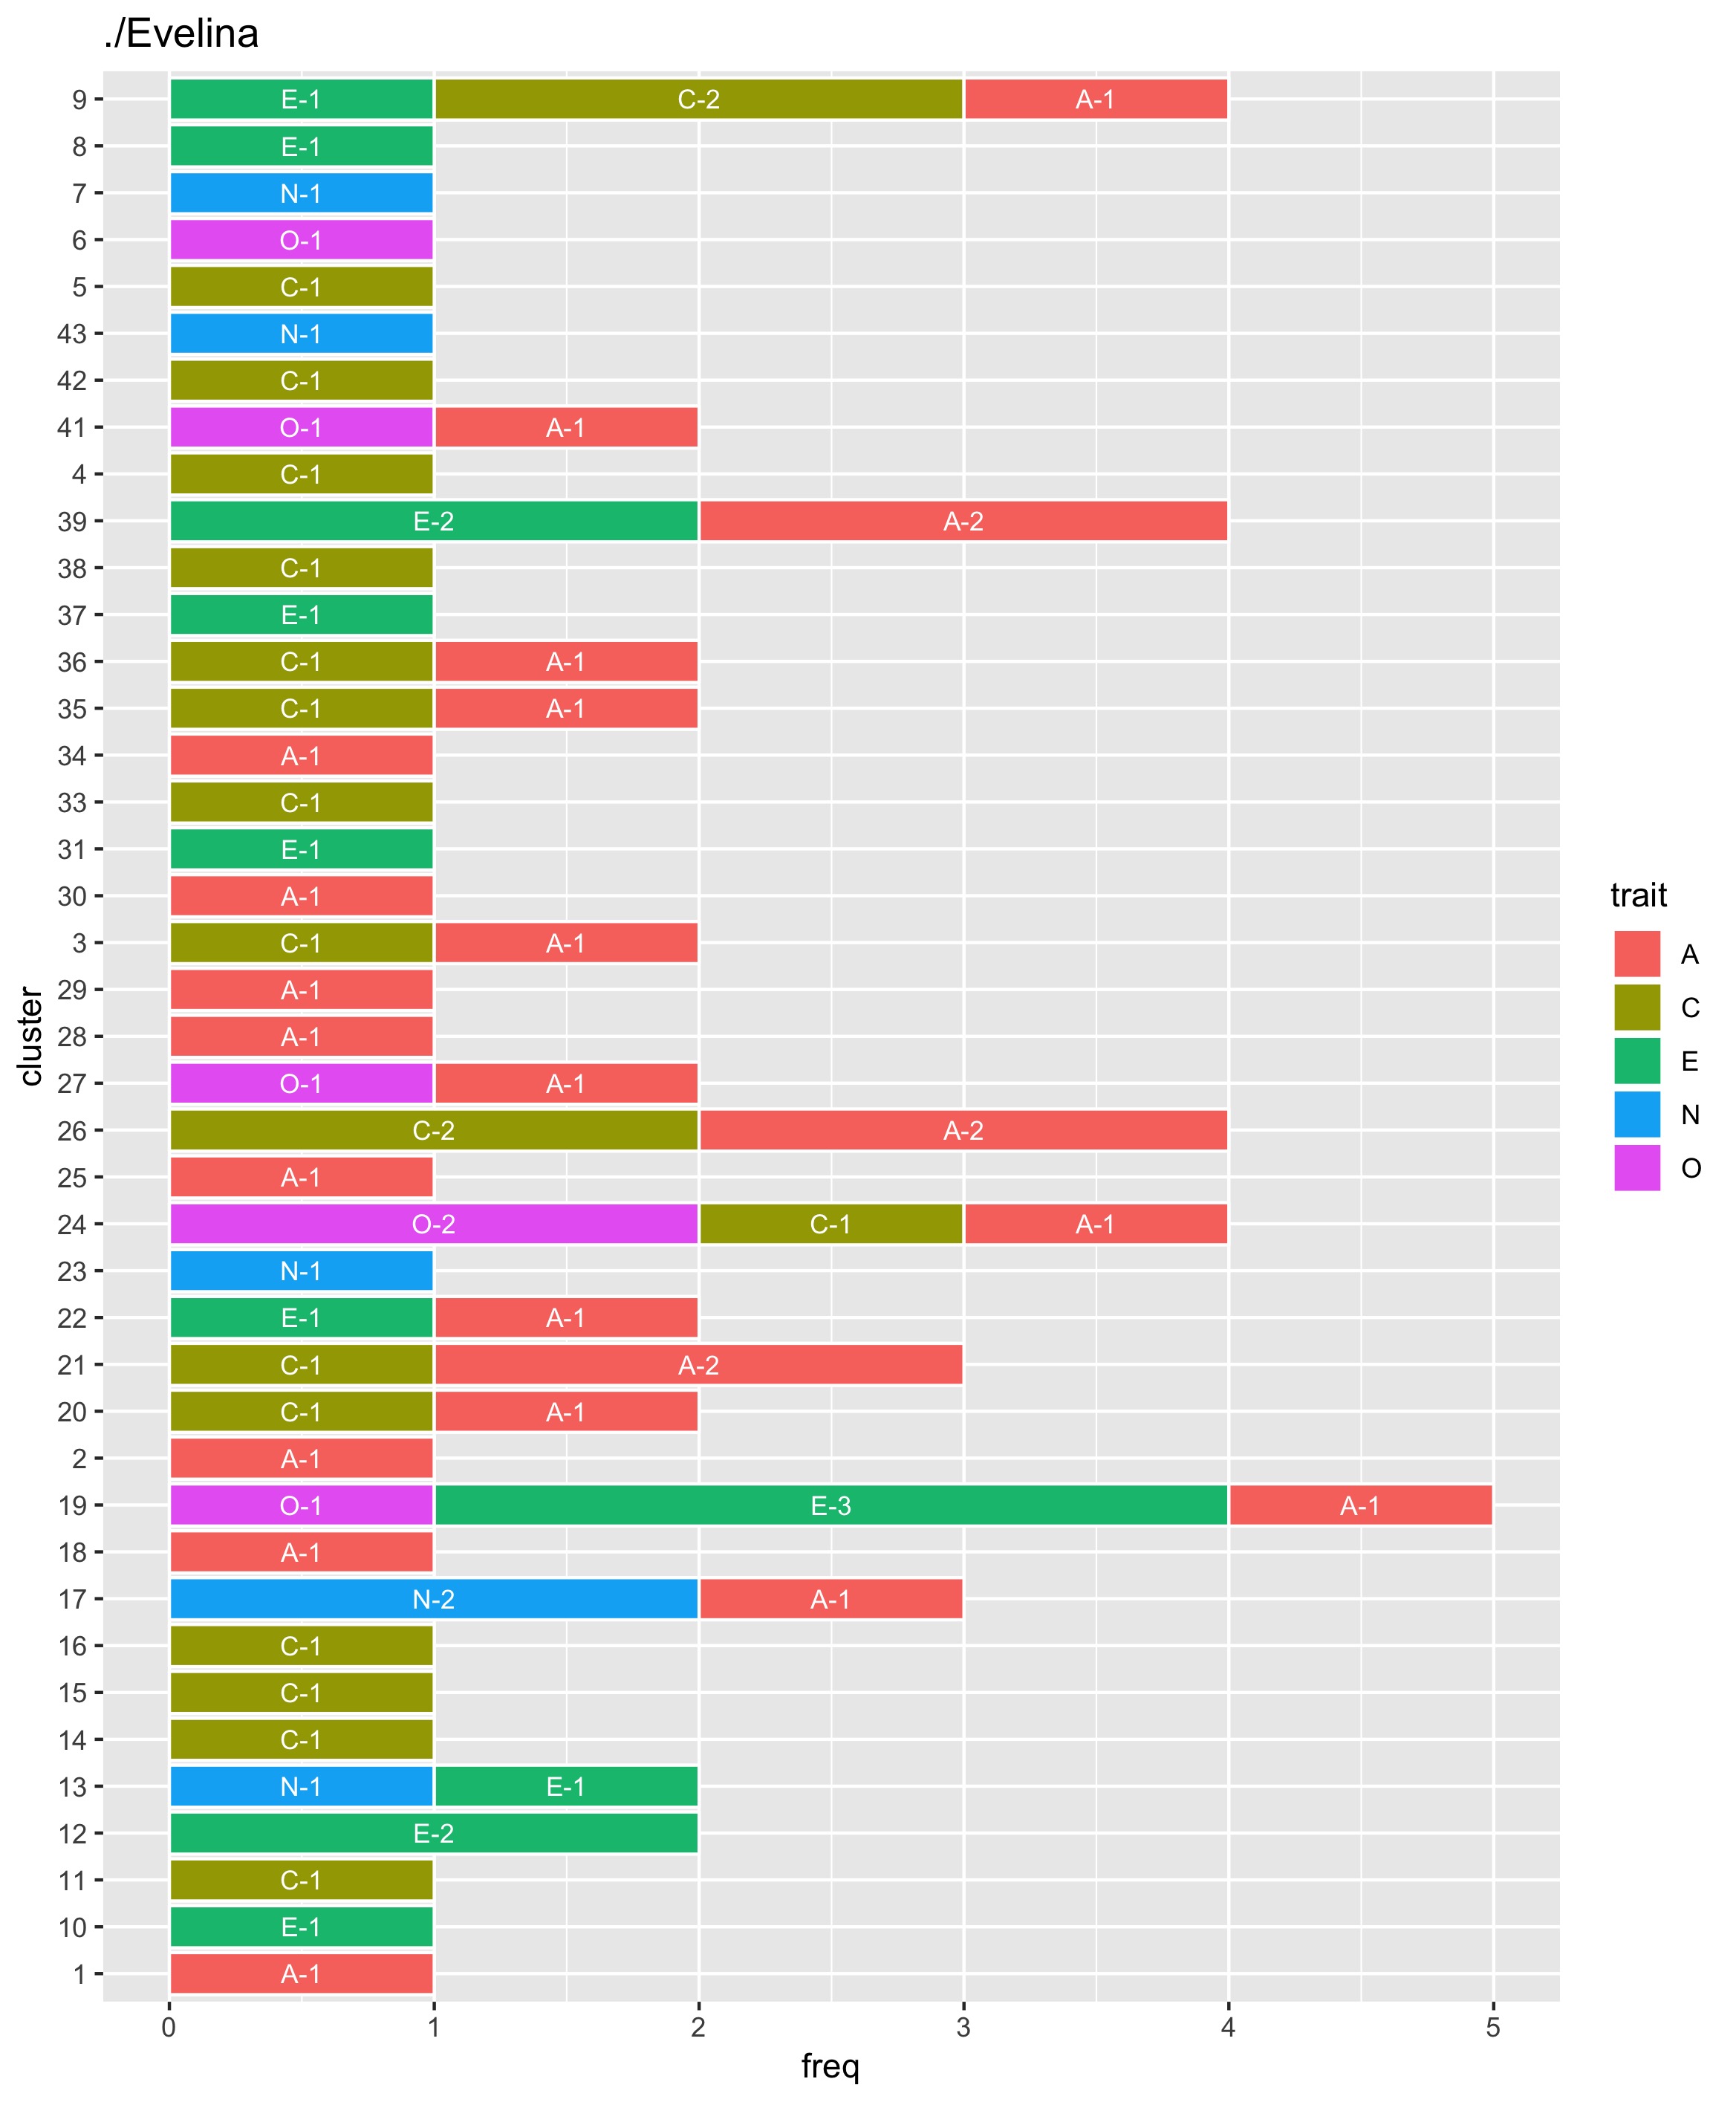 ./Evelina
9 E-1 C-2 A-1
8 E-1
7 N-1
6 O-1
5 C-1
43 N-1
42 C-1
41 O-1 A-1
4 C-1
39 E-2 A-2
38 C-1
37 E-1
36 C-1 A-1
35 C-1 A-1
34 A-1
33 C-1
31 E-1
30 A-1
3 C-1 A-1
29 A-1
28 A-1
27 O-1 A-1
26 C-2 A-2
25 A-1
24 O-2 C-1 A-1
23 N-1
22 E-1 A-1
21 C-1 A-2
20 C-1 A-1
2 A-1
19 O-1 E-3 A-1
18 A-1
17 N-2 A-1
16 C-1
15 C-1
14 C-1
13 N-1 E-1
12 E-2
11 C-1
10 E-1
1 A-1
0 1 2 3 4 5
freq
cluster
trait
A
C
E
N
O